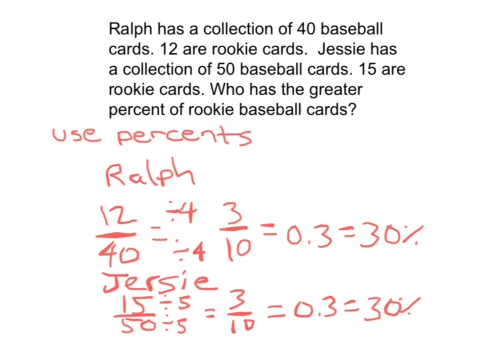 Ralph has a collection of 40 baseball
cards. 12 are rookie cards.  Jessie has
a collection of 50 baseball cards. 15 are
rookie cards. Who has the greater
percent of rookie baseball cards?
use percents
Ralph
12/40 ÷4/÷4 = 3/10 = 0.3 = 30%
Jersie
15/50 ÷5/÷5 = 3/10 = 0.3 = 30%